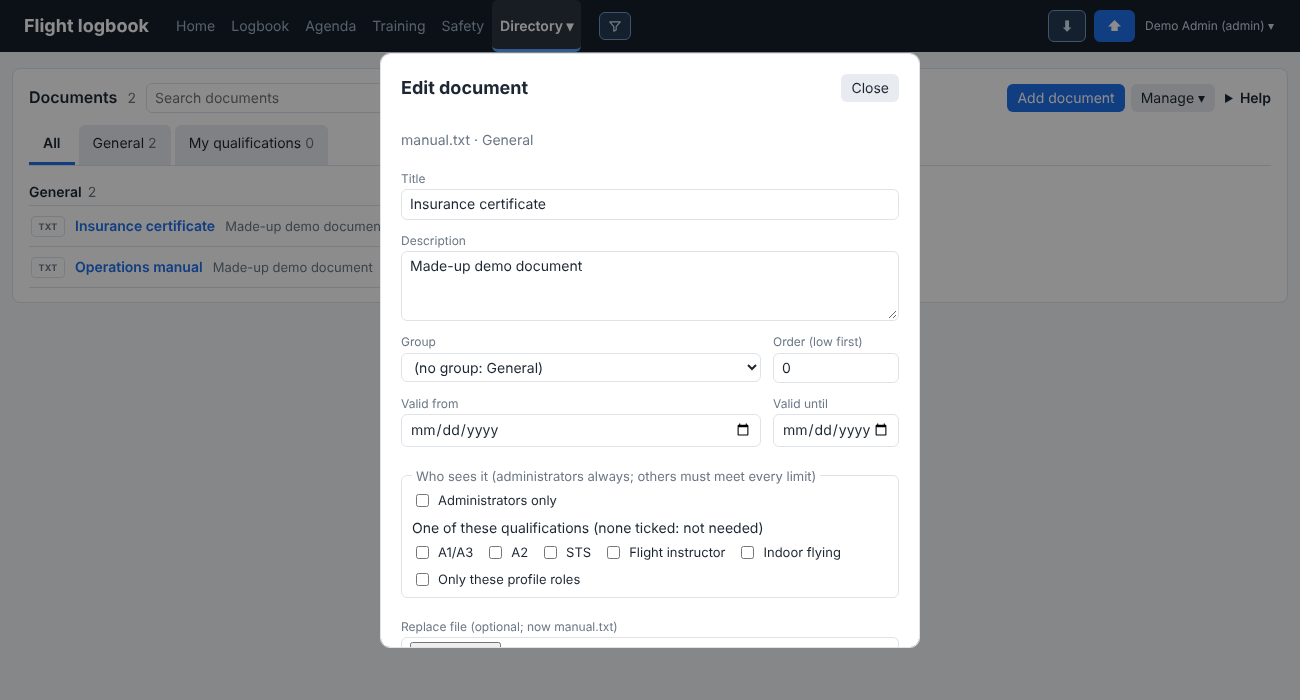 Flight logbook Home Logbook Agenda Training Safety Directory ▾ Demo Admin (admin) ▾
Edit document Close
Documents 2 Search documents Add document Manage ▾ ▶ Help
All General 2 My qualifications 0
General 2
TXT Insurance certificate Made-up demo documen
TXT Operations manual Made-up demo document
manual.txt · General
Title
Insurance certificate
Description
Made-up demo document
Group Order (low first)
(no group: General) 0
Valid from Valid until
mm/dd/yyyy mm/dd/yyyy
Who sees it (administrators always; others must meet every limit)
Administrators only
One of these qualifications (none ticked: not needed)
A1/A3 A2 STS Flight instructor Indoor flying
Only these profile roles
Replace file (optional; now manual.txt)